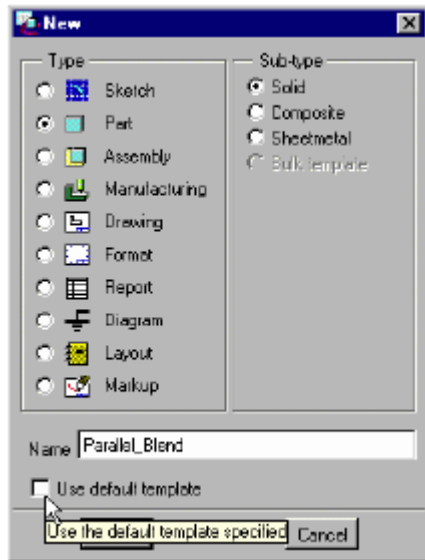 New
Type
Sketch
Part
Assembly
Manufacturing
Drawing
Format
Report
Diagram
Layout
Markup
Sub-type
Solid
Composite
Sheetmetal
Bulk template
Name Parallel_Blend
Use default template
Use the default template specified
Cancel